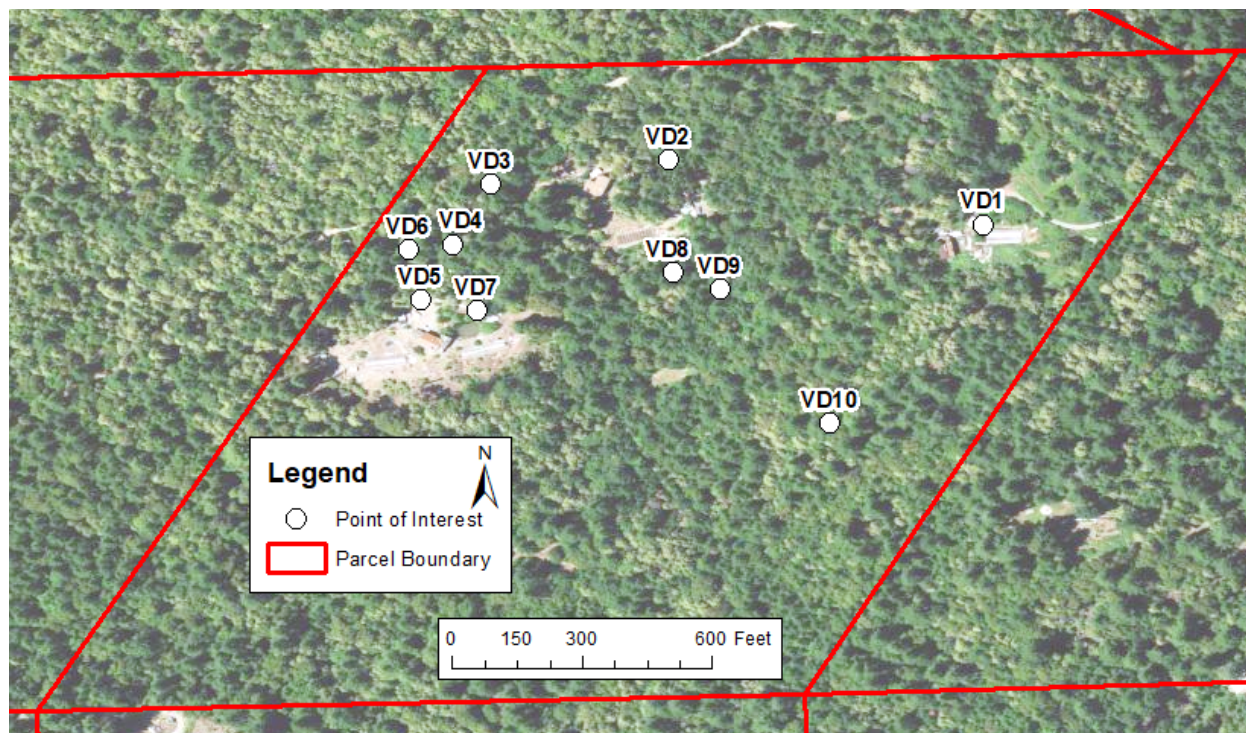 VD2
VD3
VD1
VD6 VD4
VD8
VD9
VD5
VD7
VD10
N
Legend
Point of Interest
Parcel Boundary
0 150 300 600 Feet